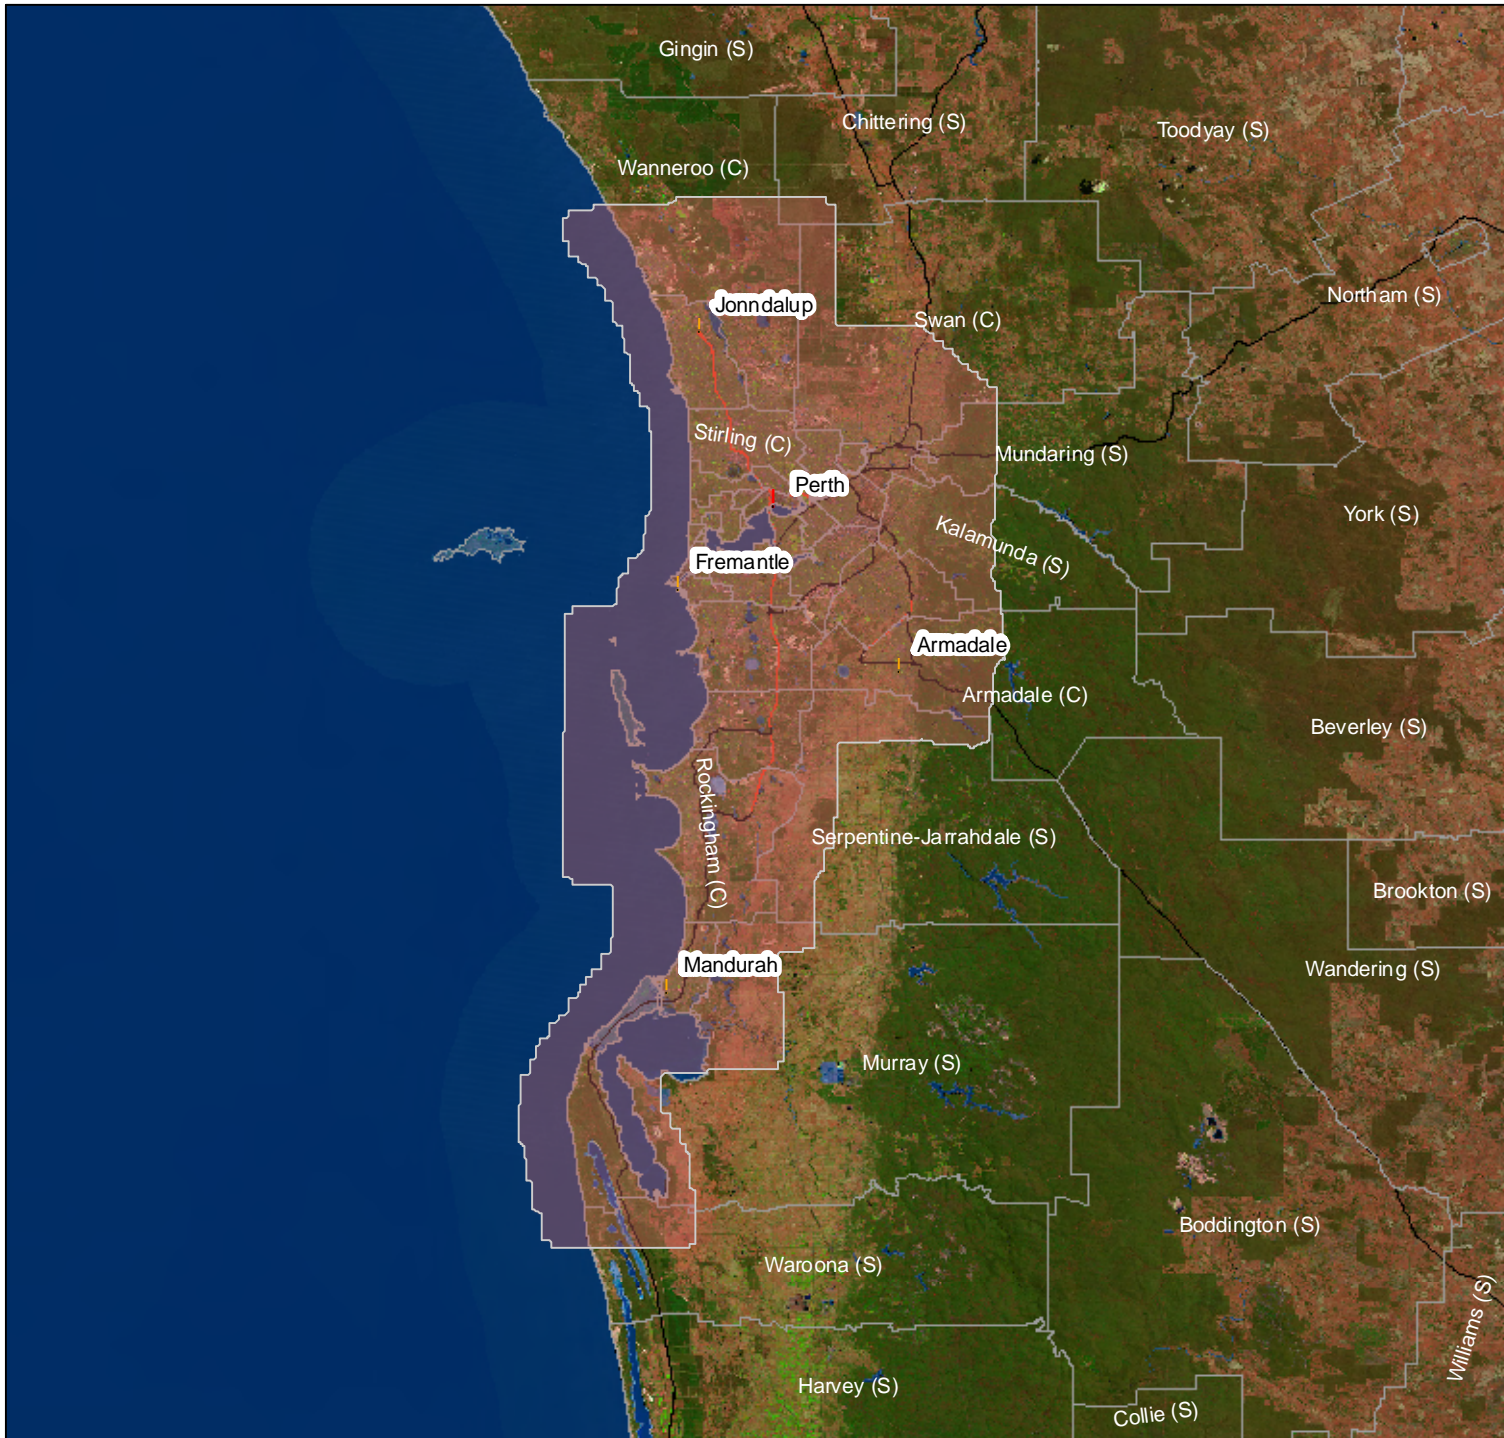 Gingin (S)
Chittering (S)
Toodyay (S)
Wanneroo (C)
Northam (S)
Jonndalup
Swan (C)
Stirling (C)
Mundaring (S)
Perth
York (S)
Kalamunda (S)
Fremantle
Armadale
Armadale (C)
Beverley (S)
Rockingham (C)
Serpentine-Jarrahdale (S)
Brookton (S)
Mandurah
Wandering (S)
Murray (S)
Boddington (S)
Waroona (S)
Williams (S)
Harvey (S)
Collie (S)